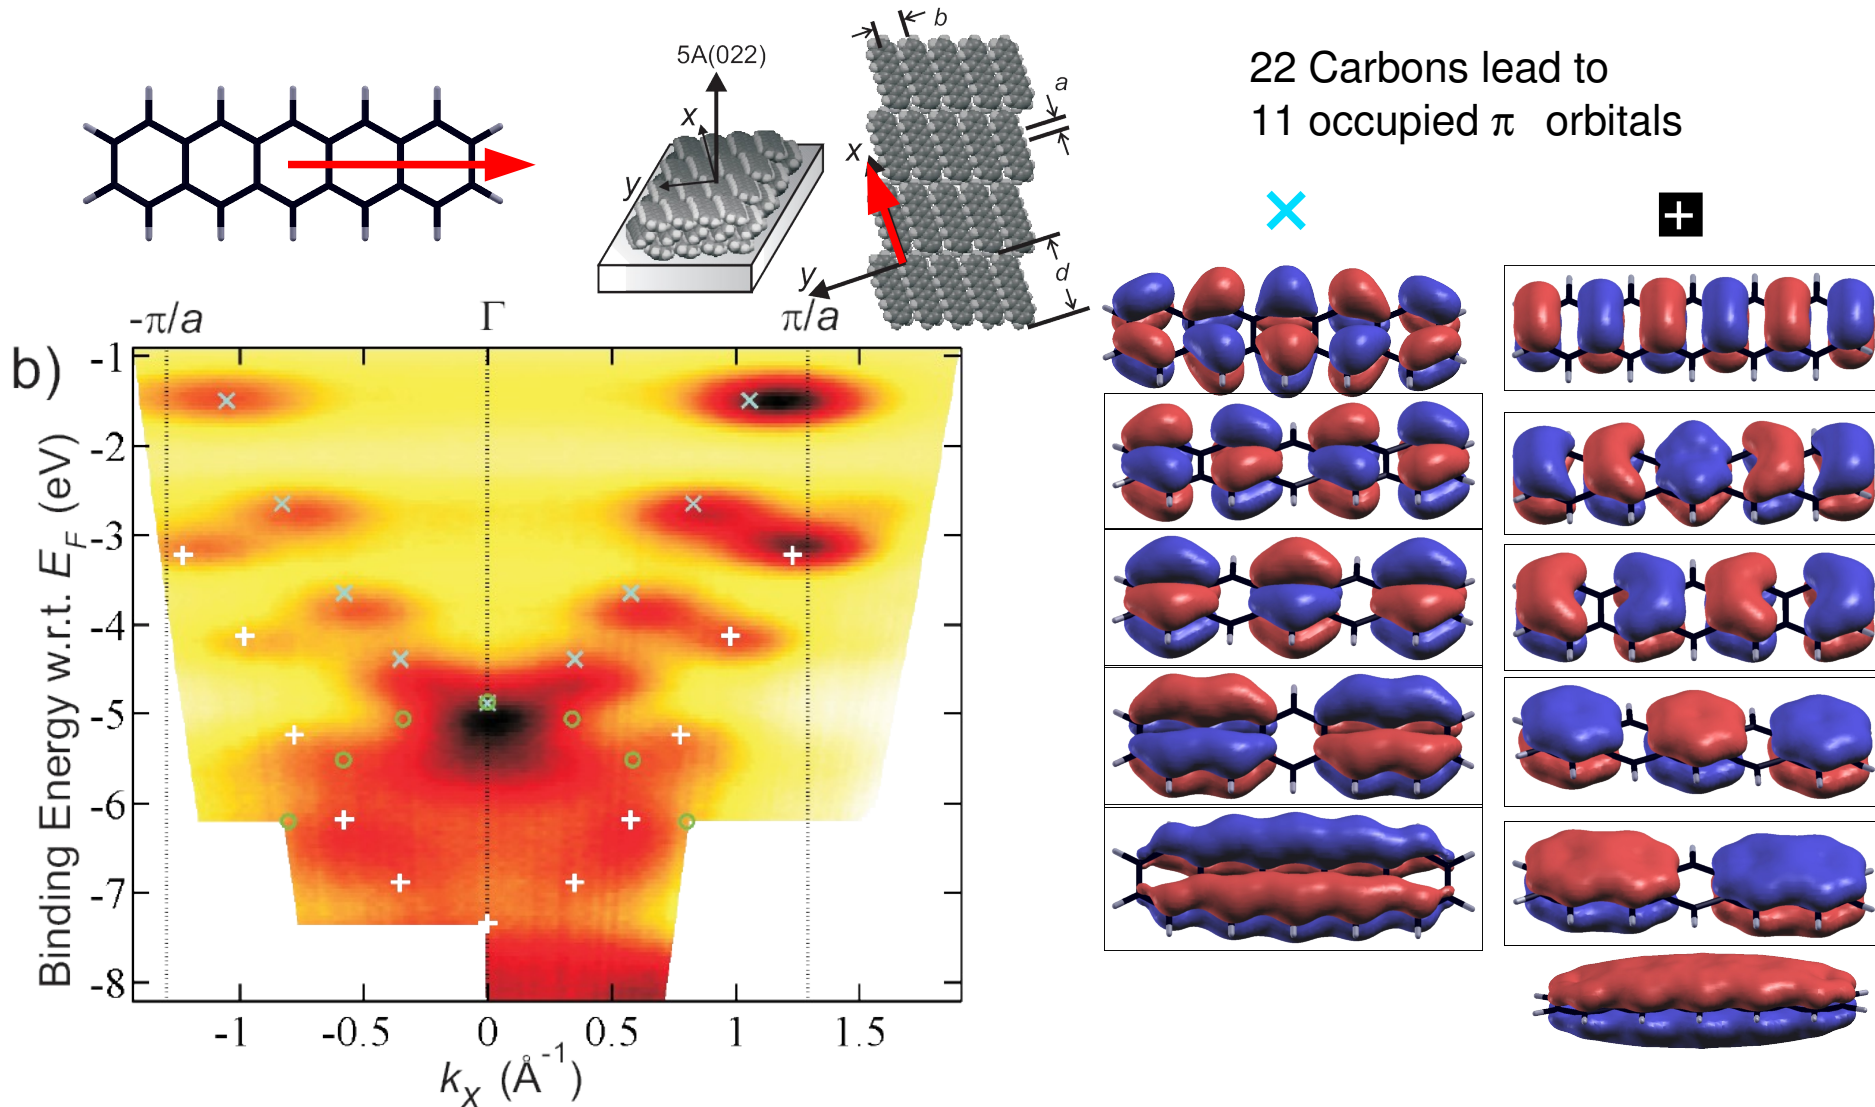 5A(022)
x
y
b
a
x
y
d
22 Carbons lead to
11 occupied π orbitals
×
+
b)
-π/a
Γ
π/a
Binding Energy w.r.t. E_F (eV)
-1
-2
-3
-4
-5
-6
-7
-8
-1
-0.5
0
0.5
1
1.5
k_x (Å⁻¹)